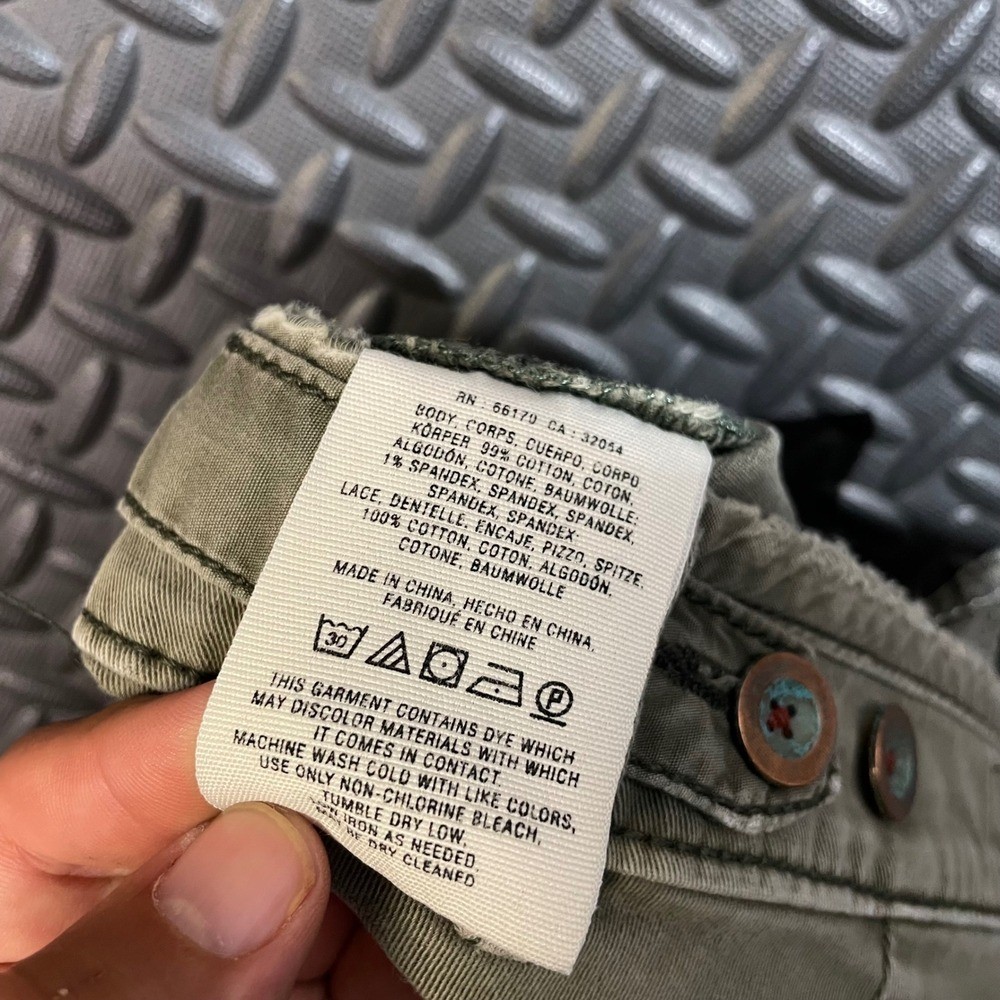 RN : 66170 CA : 32054
BODY, CORPS, CUERPO, CORPO
KÖRPER 99% COTTON, COTON,
ALGODÓN, COTONE, BAUMWOLLE;
1% SPANDEX, SPANDEX, SPANDEX,
SPANDEX, SPANDEX;
LACE, DENTELLE, ENCAJE, PIZZO, SPITZE
100% COTTON, COTON, ALGODÓN,
COTONE, BAUMWOLLE
MADE IN CHINA, HECHO EN CHINA,
FABRIQUÉ EN CHINE
30 P
THIS GARMENT CONTAINS DYE WHICH
MAY DISCOLOR MATERIALS WITH WHICH
IT COMES IN CONTACT
MACHINE WASH COLD WITH LIKE COLORS,
USE ONLY NON-CHLORINE BLEACH,
TUMBLE DRY LOW,
IRON AS NEEDED,
DRY CLEANED